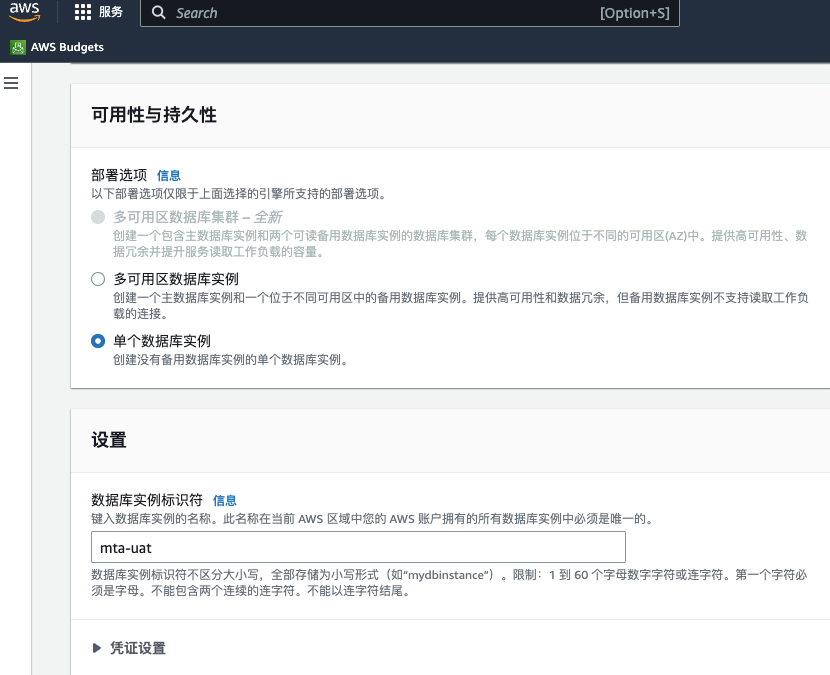 aws
服务
Search
[Option+S]
AWS Budgets
可用性与持久性
部署选项 信息
以下部署选项仅限于上面选择的引擎所支持的部署选项。
多可用区数据库集群 – 全新
创建一个包含主数据库实例和两个可读备用数据库实例的数据库集群，每个数据库实例位于不同的可用区(AZ)中。提供高可用性、数
据冗余并提升服务读取工作负载的容量。
多可用区数据库实例
创建一个主数据库实例和一个位于不同可用区中的备用数据库实例。提供高可用性和数据冗余，但备用数据库实例不支持读取工作负
载的连接。
单个数据库实例
创建没有备用数据库实例的单个数据库实例。
设置
数据库实例标识符 信息
键入数据库实例的名称。此名称在当前 AWS 区域中您的 AWS 账户拥有的所有数据库实例中必须是唯一的。
mta-uat
数据库实例标识符不区分大小写，全部存储为小写形式（如“mydbinstance”）。限制：1 到 60 个字母数字字符或连字符。第一个字符必
须是字母。不能包含两个连续的连字符。不能以连字符结尾。
凭证设置